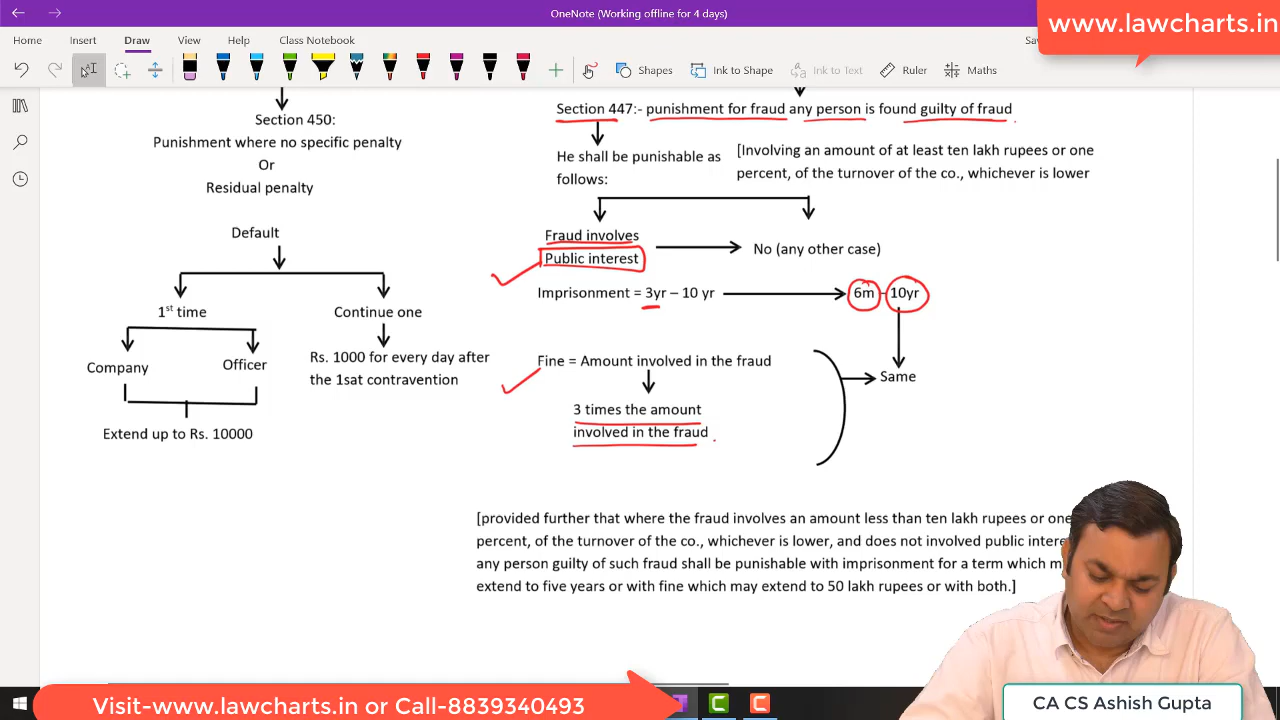 OneNote (Working offline for 4 days)
www.lawcharts.in
Home Insert Draw View Help Class Notebook
Shapes Ink to Shape Ink to Text Ruler Maths
Section 450:
Punishment where no specific penalty
Or
Residual penalty
Default
1st time
Continue one
Company
Officer
Rs. 1000 for every day after
the 1sat contravention
Extend up to Rs. 10000
Section 447:- punishment for fraud any person is found guilty of fraud
He shall be punishable as
follows:
[Involving an amount of at least ten lakh rupees or one
percent, of the turnover of the co., whichever is lower
Fraud involves
Public interest
No (any other case)
Imprisonment = 3yr – 10 yr
6m - 10yr
Fine = Amount involved in the fraud
Same
3 times the amount
involved in the fraud
[provided further that where the fraud involves an amount less than ten lakh rupees or one
percent, of the turnover of the co., whichever is lower, and does not involved public
any person guilty of such fraud shall be punishable with imprisonment for a term which
extend to five years or with fine which may extend to 50 lakh rupees or with both.]
Visit-www.lawcharts.in or Call-8839340493
CA CS Ashish Gupta